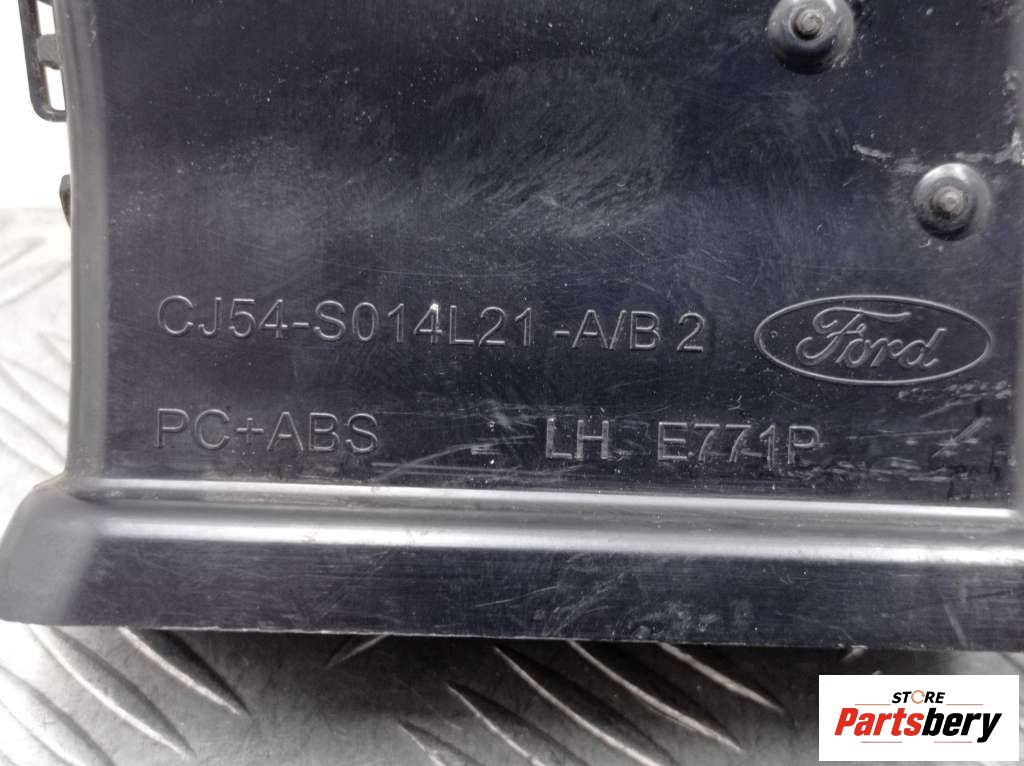 CJ54-S014L21-A/B 2
Ford
PC+ABS - LH E771P
STORE
Partsbery